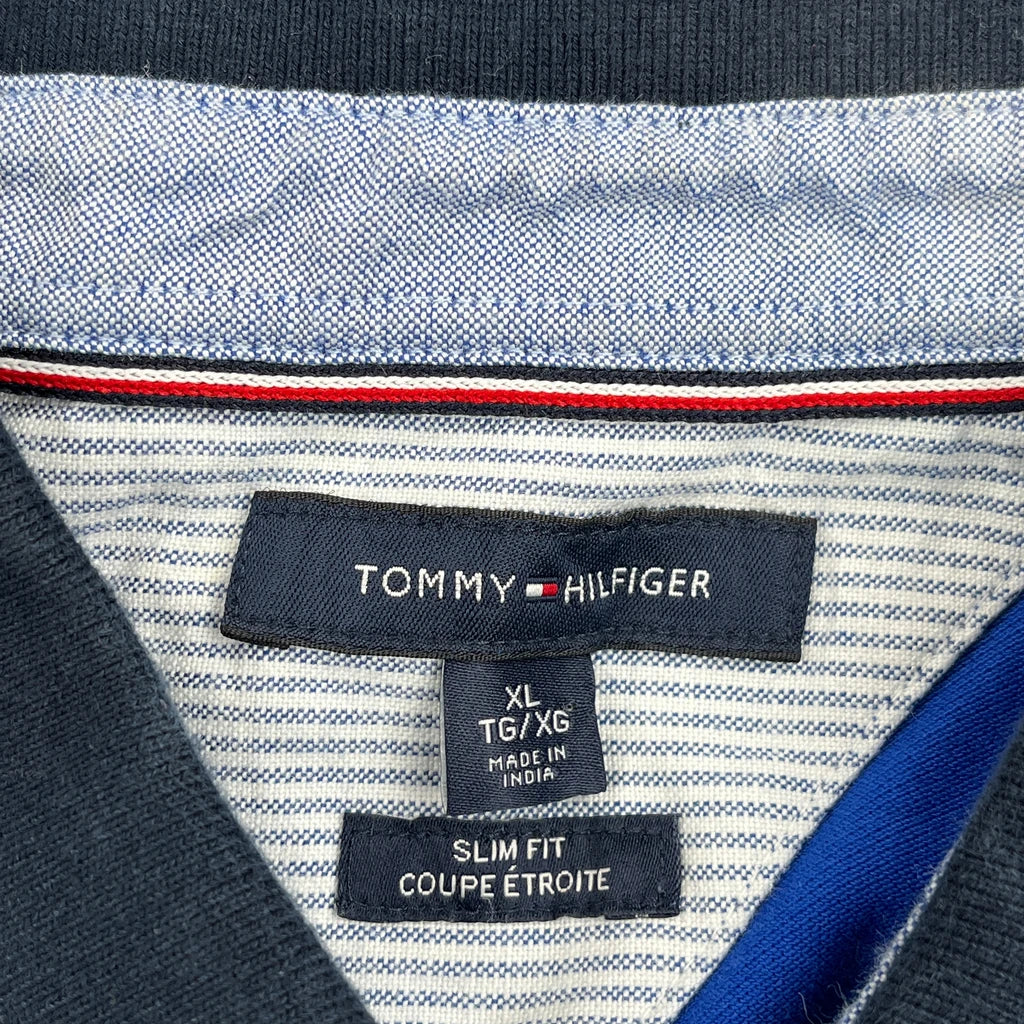 TOMMY HILFIGER
XL
TG/XG
MADE IN
INDIA
SLIM FIT
COUPE ÉTROITE